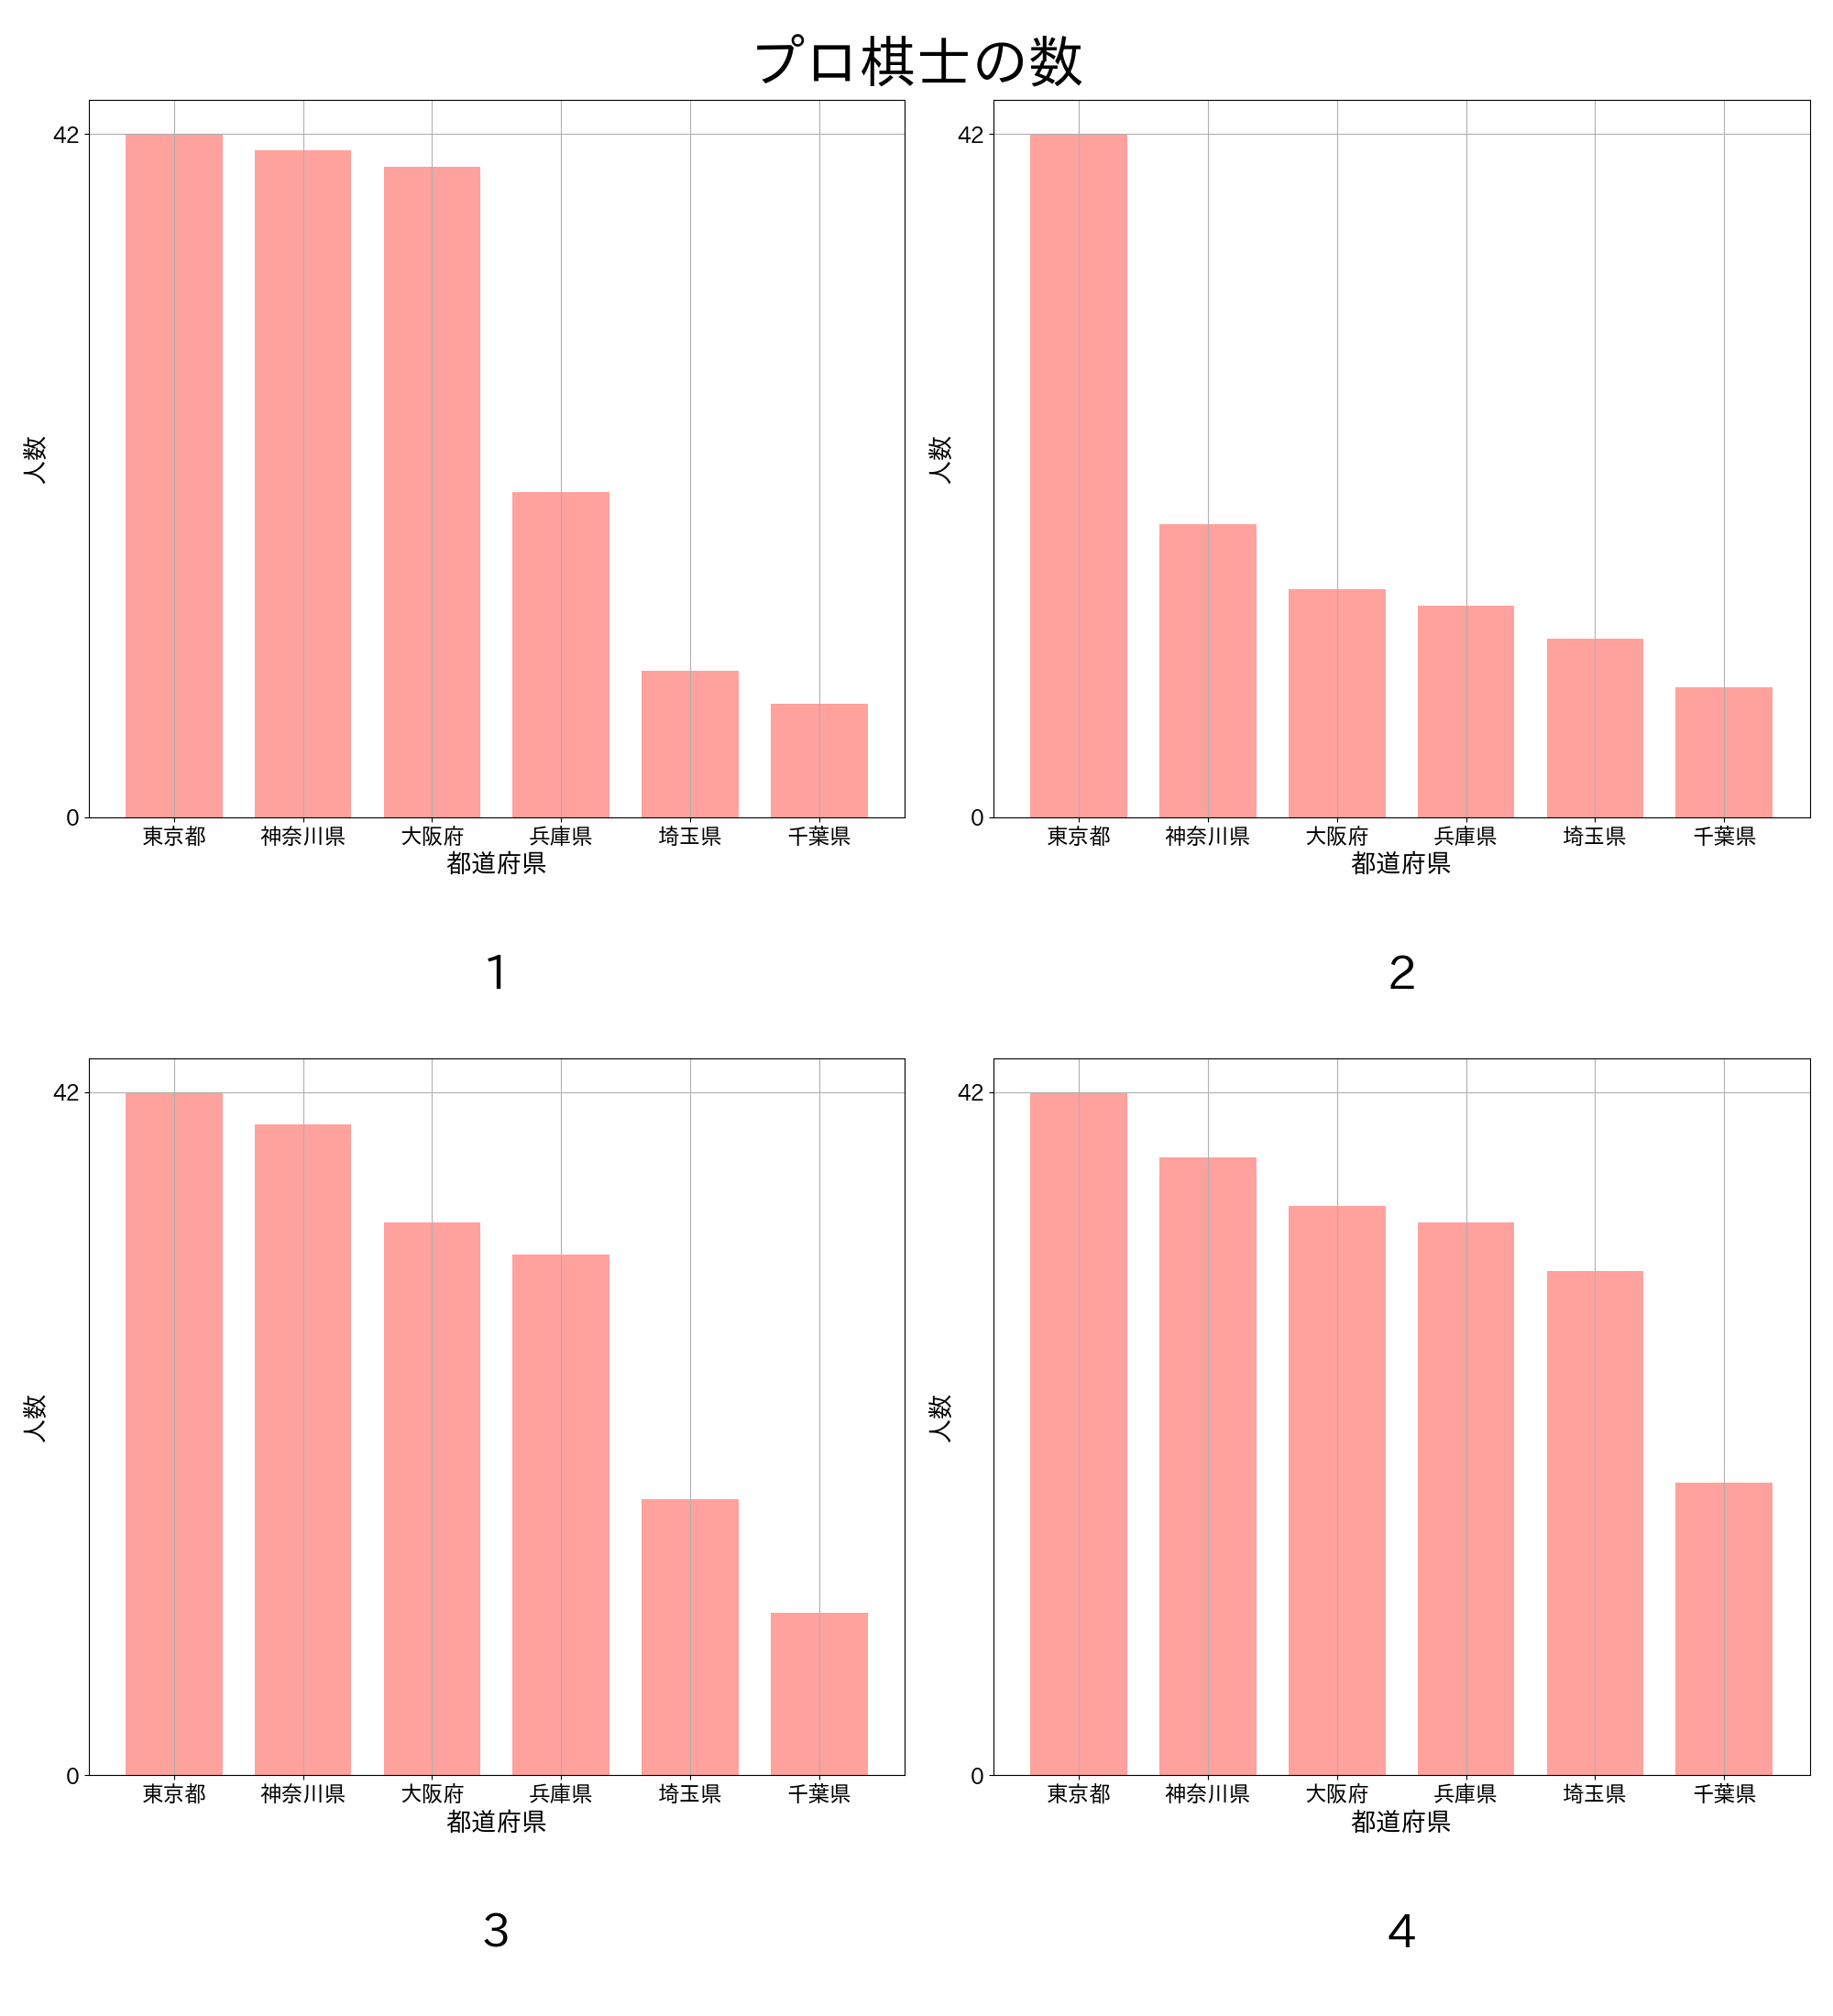 プロ棋士の数
42
人数
0
東京都 神奈川県 大阪府 兵庫県 埼玉県 千葉県
都道府県
1
42
人数
0
東京都 神奈川県 大阪府 兵庫県 埼玉県 千葉県
都道府県
2
42
人数
0
東京都 神奈川県 大阪府 兵庫県 埼玉県 千葉県
都道府県
3
42
人数
0
東京都 神奈川県 大阪府 兵庫県 埼玉県 千葉県
都道府県
4